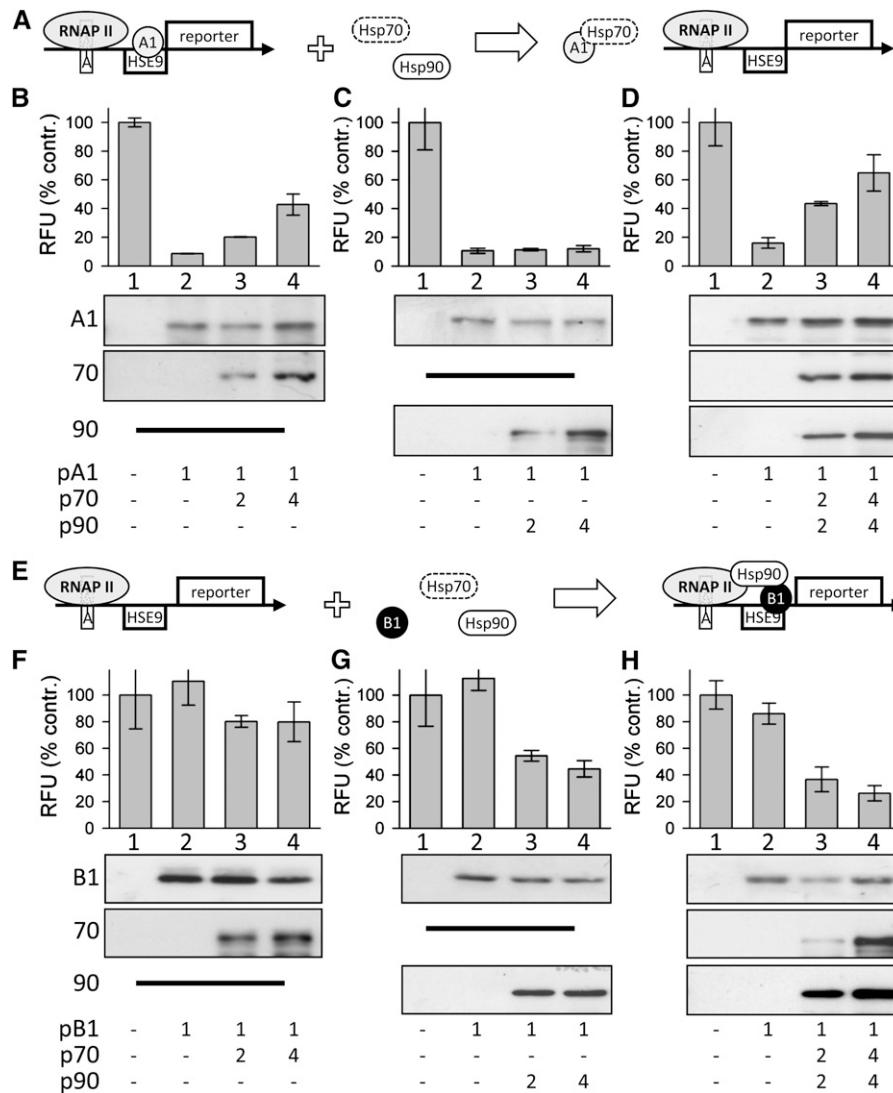 A
RNAP II A1 reporter
A HSE9
Hsp70
Hsp90
A1 Hsp70
RNAP II reporter
A HSE9
B C D
RFU (% contr.) RFU (% contr.) RFU (% contr.)
100 100 100
80 80 80
60 60 60
40 40 40
20 20 20
0 0 0
1 2 3 4 1 2 3 4 1 2 3 4
A1
70
90
pA1 - 1 1 1 - 1 1 1 - 1 1 1
p70 - - 2 4 - - - - - - 2 4
p90 - - - - - - 2 4 - - 2 4
E
RNAP II reporter
A HSE9
B1 Hsp70 Hsp90
RNAP II Hsp90 B1 reporter
A HSE9
F G H
RFU (% contr.) RFU (% contr.) RFU (% contr.)
100 100 100
80 80 80
60 60 60
40 40 40
20 20 20
0 0 0
1 2 3 4 1 2 3 4 1 2 3 4
B1
70
90
pB1 - 1 1 1 - 1 1 1 - 1 1 1
p70 - - 2 4 - - - - - - 2 4
p90 - - - - - - 2 4 - - 2 4